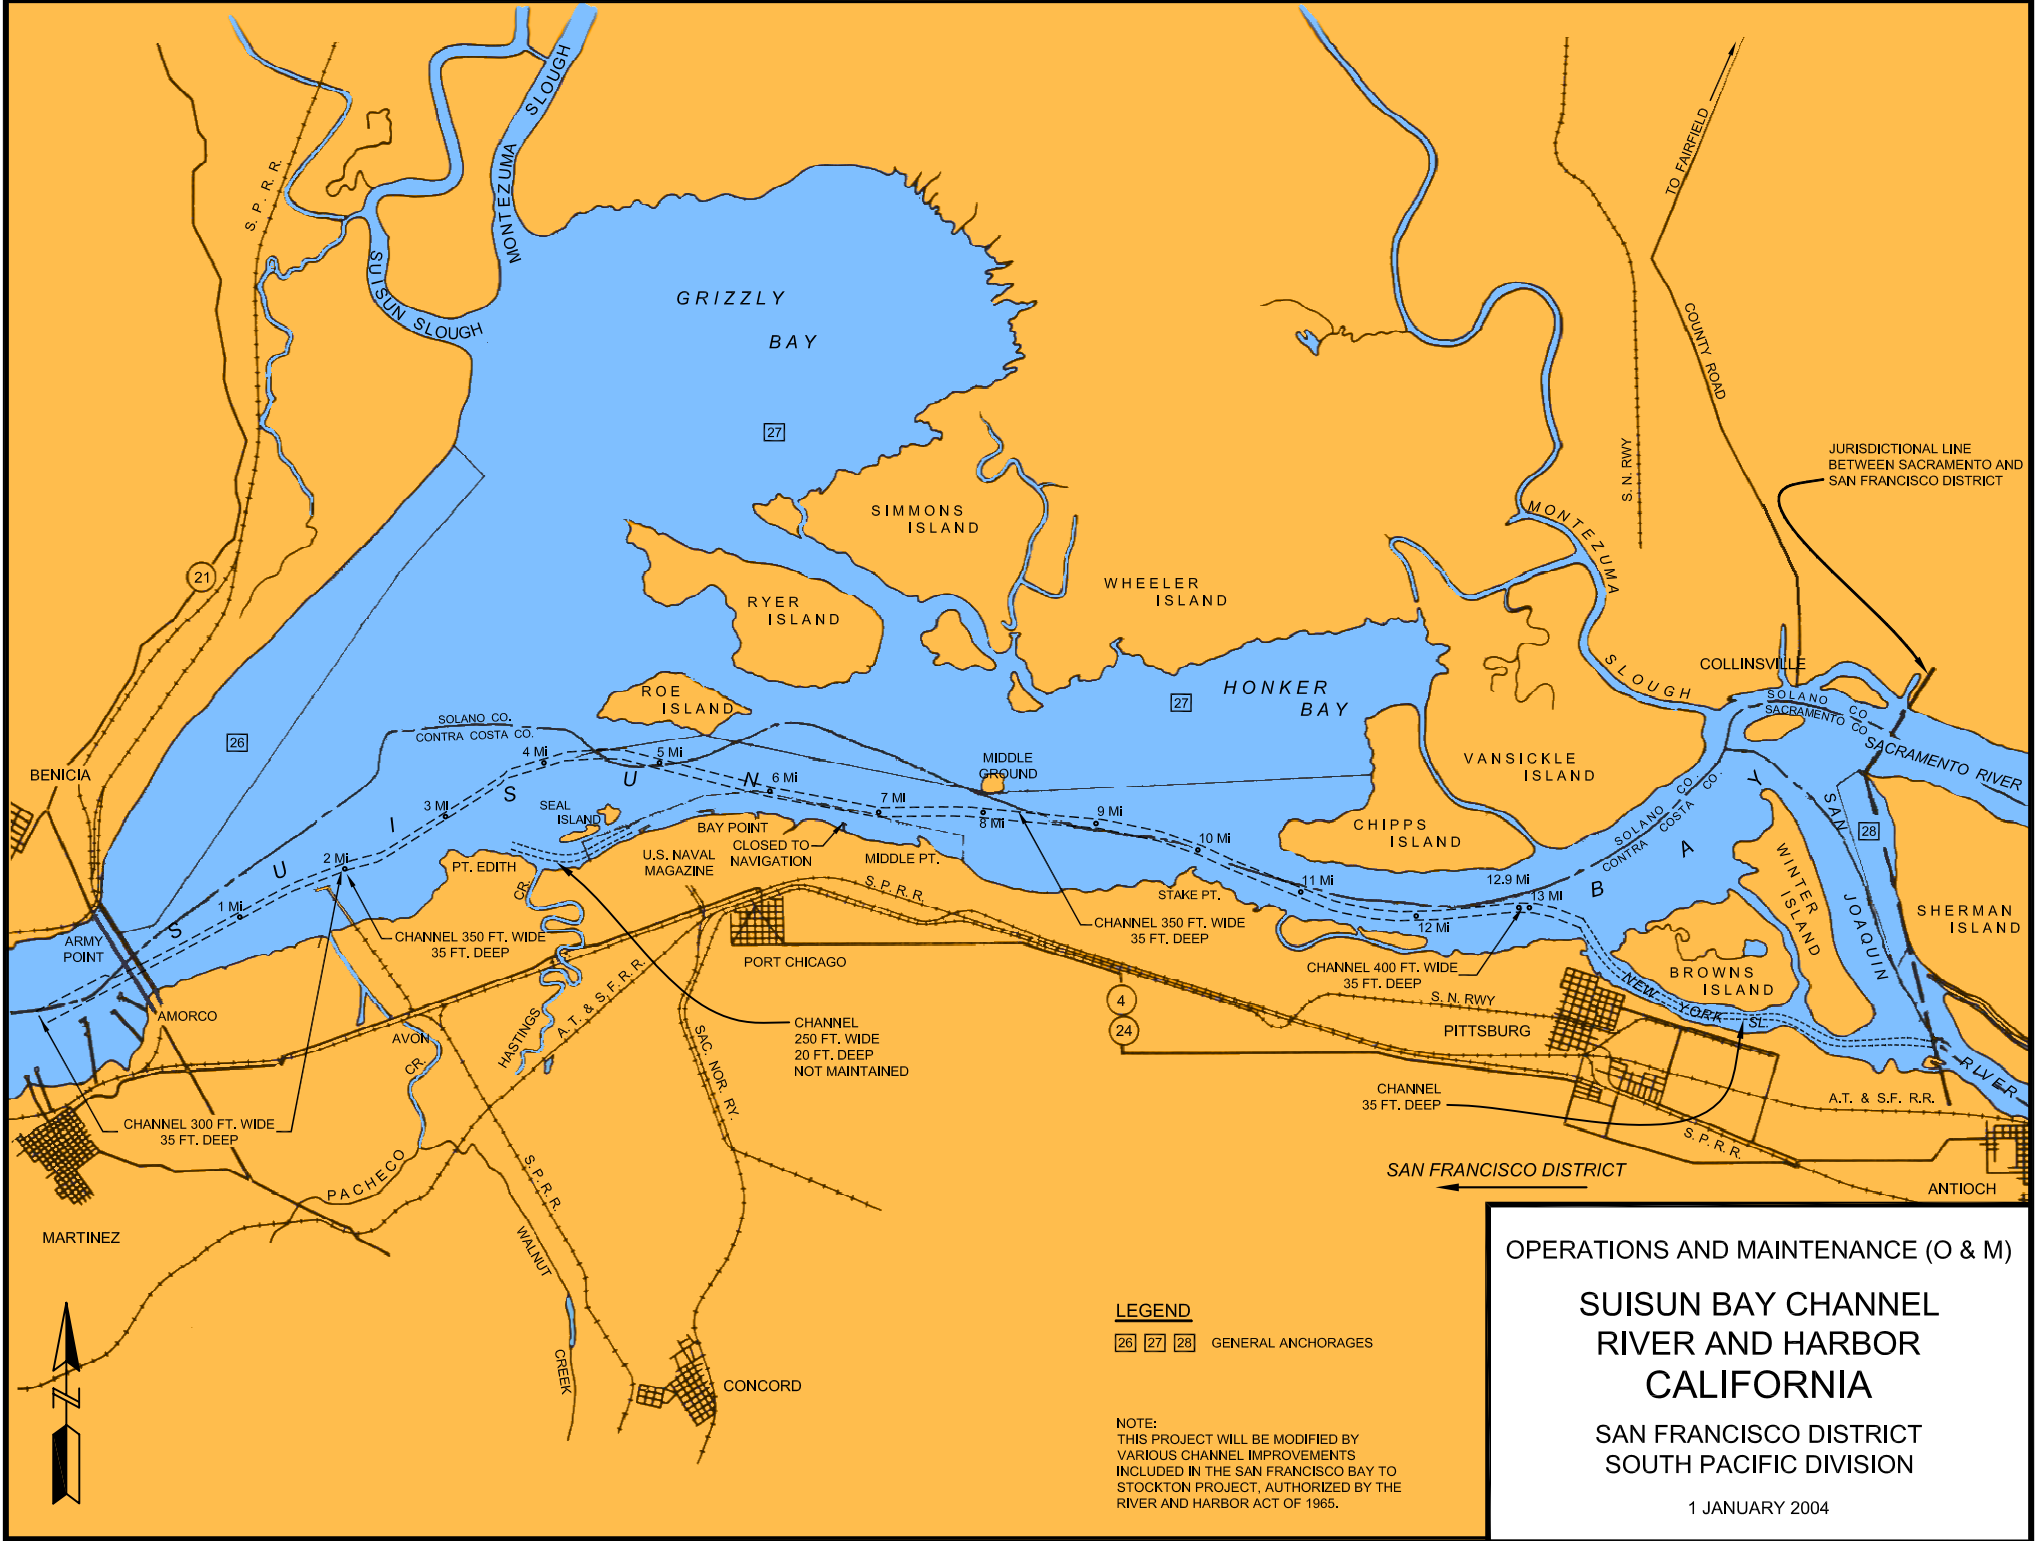 MONTEZUMA SLOUGH
S. P. R. R.
SUISUN SLOUGH
GRIZZLY
BAY
27
TO FAIRFIELD
COUNTY ROAD
S. N. RWY
JURISDICTIONAL LINE
BETWEEN SACRAMENTO AND
SAN FRANCISCO DISTRICT
SIMMONS
ISLAND
MONTEZUMA
SLOUGH
21
WHEELER
ISLAND
RYER
ISLAND
COLLINSVILLE
HONKER
BAY
27
ROE
ISLAND
SOLANO CO.
SACRAMENTO CO.
SACRAMENTO RIVER
SOLANO CO.
CONTRA COSTA CO.
26
BENICIA
SUISUN
BAY
4 Mi
5 Mi
6 Mi
7 Mi
8 Mi
9 Mi
10 Mi
11 Mi
12 Mi
12.9 Mi
13 Mi
3 Mi
2 Mi
1 Mi
MIDDLE
GROUND
VANSICKLE
ISLAND
CHIPPS
ISLAND
SOLANO CO.
CONTRA COSTA CO.
SAN JOAQUIN
RIVER
28
WINTER
ISLAND
SHERMAN
ISLAND
BROWNS
ISLAND
NEW YORK SL.
SEAL
ISLAND
PT. EDITH
CR.
BAY POINT
CLOSED TO
NAVIGATION
U.S. NAVAL
MAGAZINE
MIDDLE PT.
S.P.R.R.
STAKE PT.
ARMY
POINT
AMORCO
CHANNEL 350 FT. WIDE
35 FT. DEEP
PORT CHICAGO
CHANNEL 350 FT. WIDE
35 FT. DEEP
CHANNEL 400 FT. WIDE
35 FT. DEEP
4
24
S. N. RWY
PITTSBURG
AVON
CR.
HASTINGS
A.T. & S.F.R.R.
SAC. NOR. RY.
CHANNEL
250 FT. WIDE
20 FT. DEEP
NOT MAINTAINED
CHANNEL 300 FT. WIDE
35 FT. DEEP
CHANNEL
35 FT. DEEP
A.T. & S.F. R.R.
S.P.R.R.
SAN FRANCISCO DISTRICT
ANTIOCH
MARTINEZ
PACHECO
S.P.R.R.
WALNUT
CREEK
CONCORD
N
LEGEND
26 27 28 GENERAL ANCHORAGES
NOTE:
THIS PROJECT WILL BE MODIFIED BY
VARIOUS CHANNEL IMPROVEMENTS
INCLUDED IN THE SAN FRANCISCO BAY TO
STOCKTON PROJECT, AUTHORIZED BY THE
RIVER AND HARBOR ACT OF 1965.
OPERATIONS AND MAINTENANCE (O & M)
SUISUN BAY CHANNEL
RIVER AND HARBOR
CALIFORNIA
SAN FRANCISCO DISTRICT
SOUTH PACIFIC DIVISION
1 JANUARY 2004